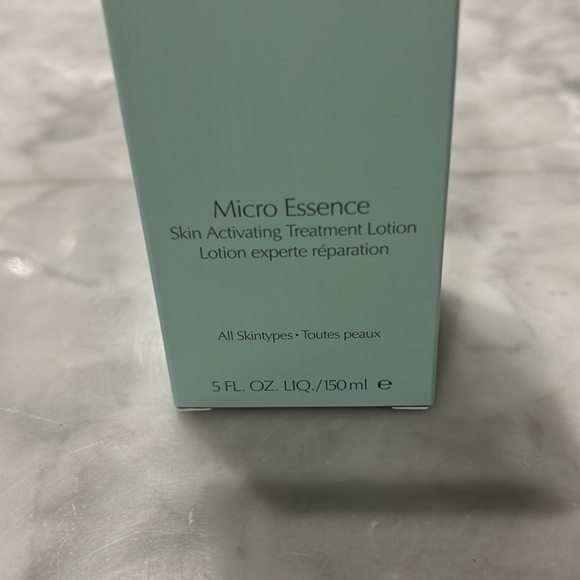 Micro Essence
Skin Activating Treatment Lotion
Lotion experte réparation
All Skintypes • Toutes peaux
5 FL. OZ. LIQ./150 ml ℮